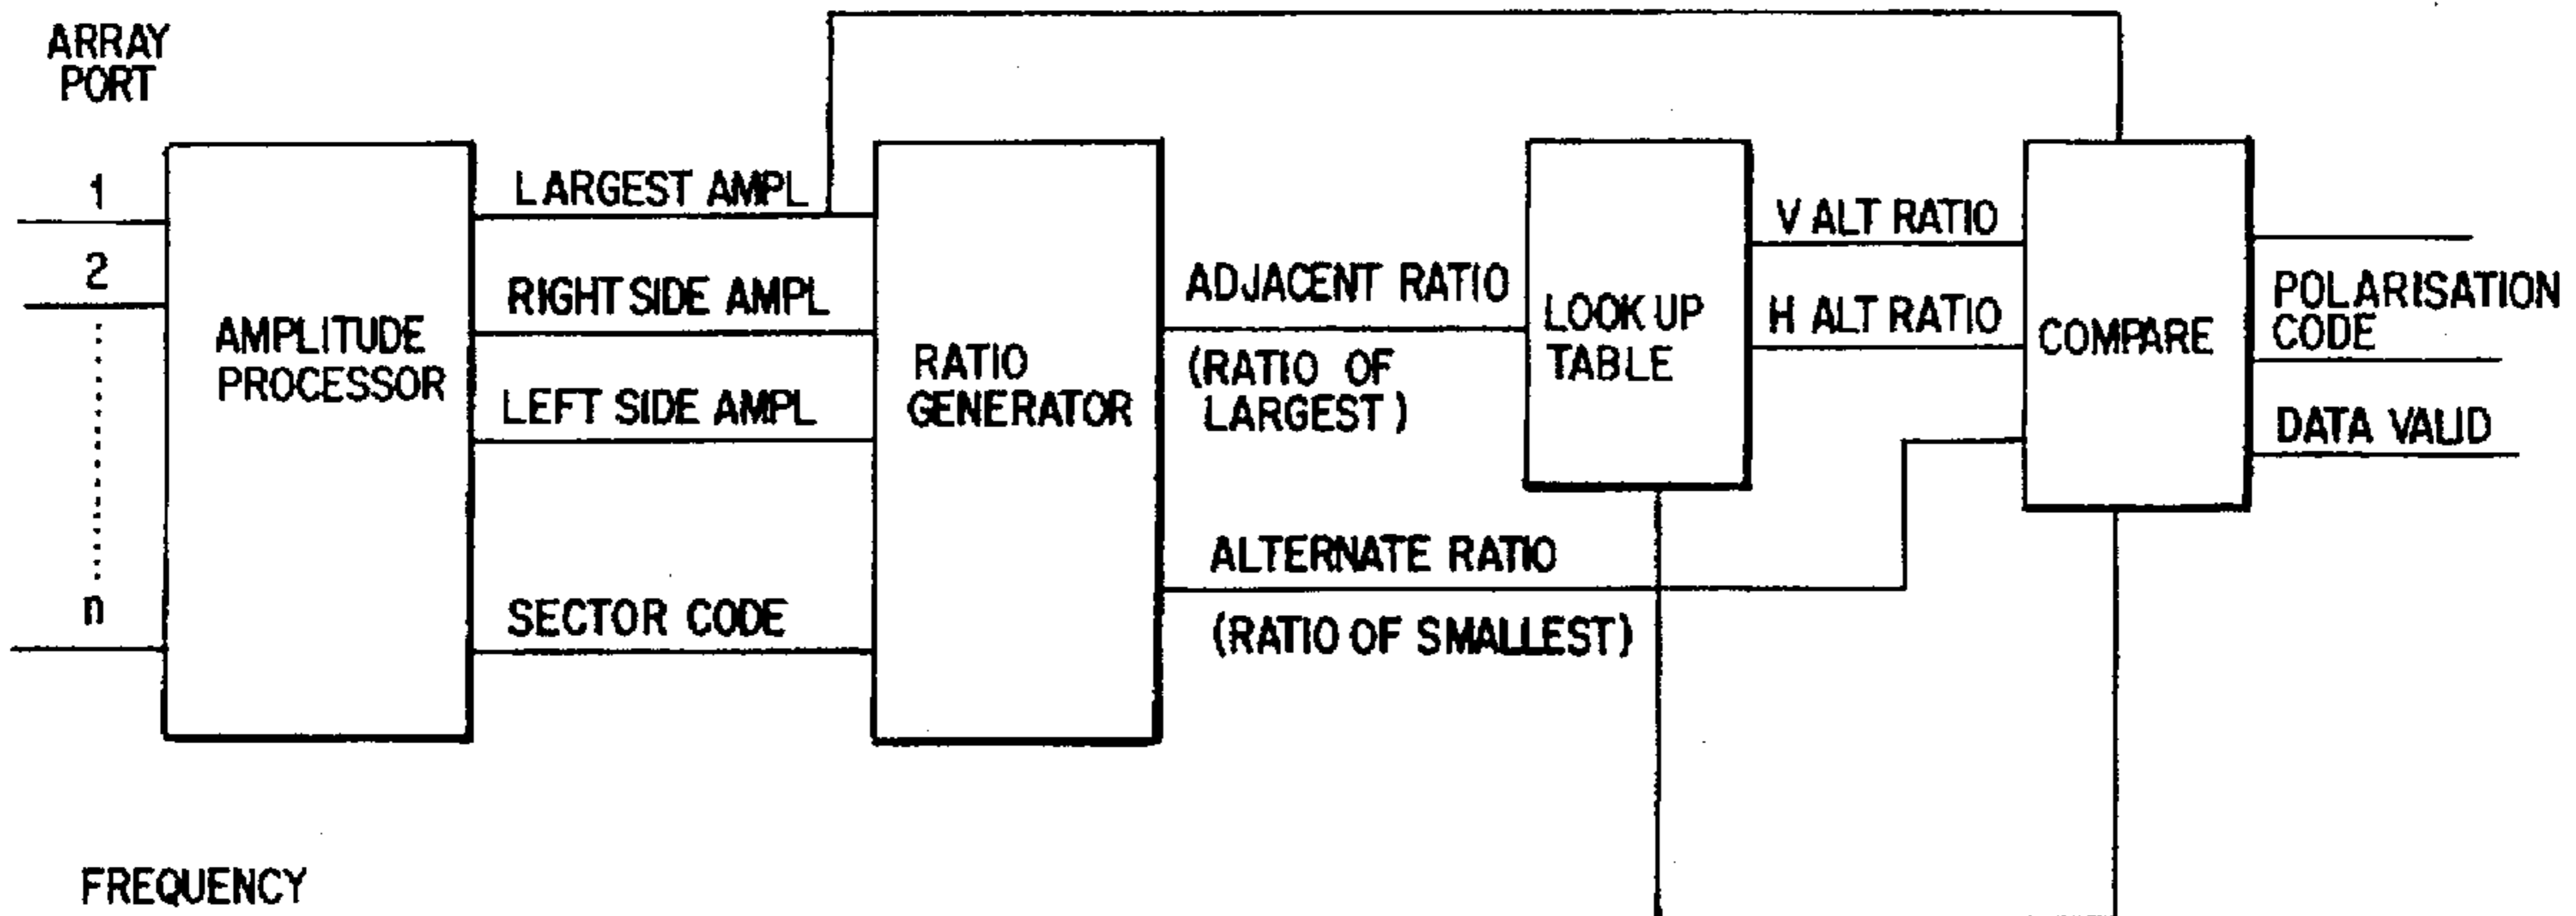 ARRAY
PORT
1
2
n
AMPLITUDE
PROCESSOR
LARGEST AMPL
RIGHT SIDE AMPL
LEFT SIDE AMPL
SECTOR CODE
RATIO
GENERATOR
ADJACENT RATIO
(RATIO OF
LARGEST)
ALTERNATE RATIO
(RATIO OF SMALLEST)
LOOK UP
TABLE
V ALT RATIO
H ALT RATIO
COMPARE
POLARISATION
CODE
DATA VALID
FREQUENCY